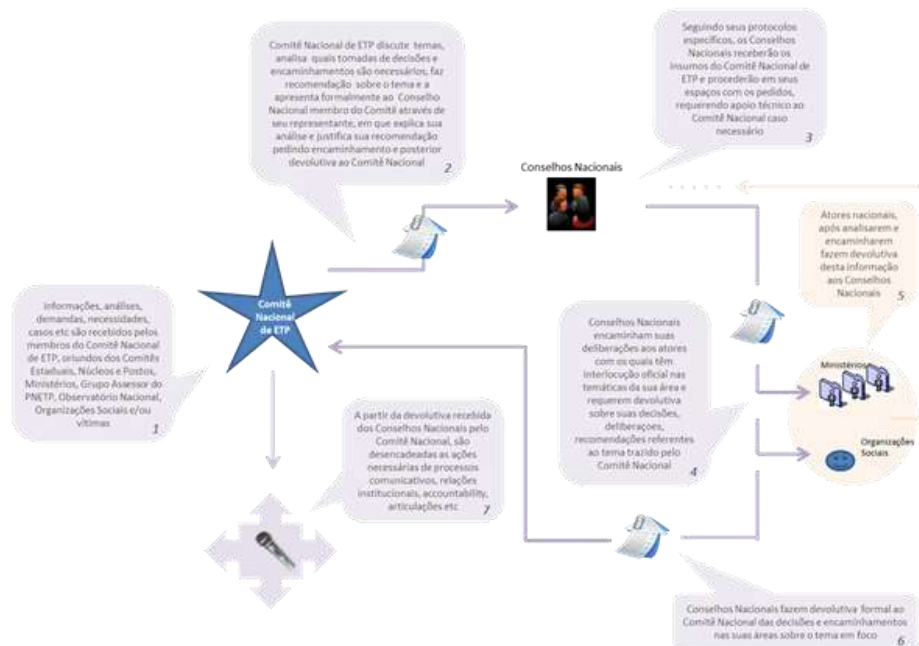 Informações, análises,
demandas, necessidades,
casos etc são recebidos pelos
membros do Comitê Nacional
de ETP, oriundos dos Comitês
Estaduais, Núcleos e Postos,
Ministérios, Grupo Assessor do
PNETP, Observatório Nacional,
Organizações Sociais e/ou
vítimas
1
Comitê Nacional de ETP discute temas,
analisa quais tomadas de decisões e
encaminhamentos são necessários, faz
recomendação sobre o tema e a
apresenta formalmente ao Conselho
Nacional membro do Comitê através de
seu representante, em que explica sua
análise e justifica sua recomendação
pedindo encaminhamento e posterior
devolutiva ao Comitê Nacional
2
Seguindo seus protocolos
específicos, os Conselhos
Nacionais receberão os
insumos do Comitê Nacional de
ETP e procederão em seus
espaços com os pedidos,
requerendo apoio técnico ao
Comitê Nacional caso
necessário
3
Conselhos Nacionais
Comitê
Nacional
de ETP
Conselhos Nacionais
encaminham suas
deliberações aos atores
com os quais têm
interlocução oficial nas
temáticas da sua área e
requerem devolutiva
sobre suas decisões,
deliberaçoes,
recomendações referentes
ao tema trazido pelo
Comitê Nacional
4
Atores nacionais,
após analisarem e
encaminharem
fazem devolutiva
desta informação
aos Conselhos
Nacionais
5
Ministérios
Organizações
Sociais
Conselhos Nacionais fazem devolutiva formal ao
Comitê Nacional das decisões e encaminhamentos
nas suas áreas sobre o tema em foco
6
A partir da devolutiva recebida
dos Conselhos Nacionais pelo
Comitê Nacional, são
desencadeadas as ações
necessárias de processos
comunicativos, relações
institucionais, accountability,
articulações etc
7